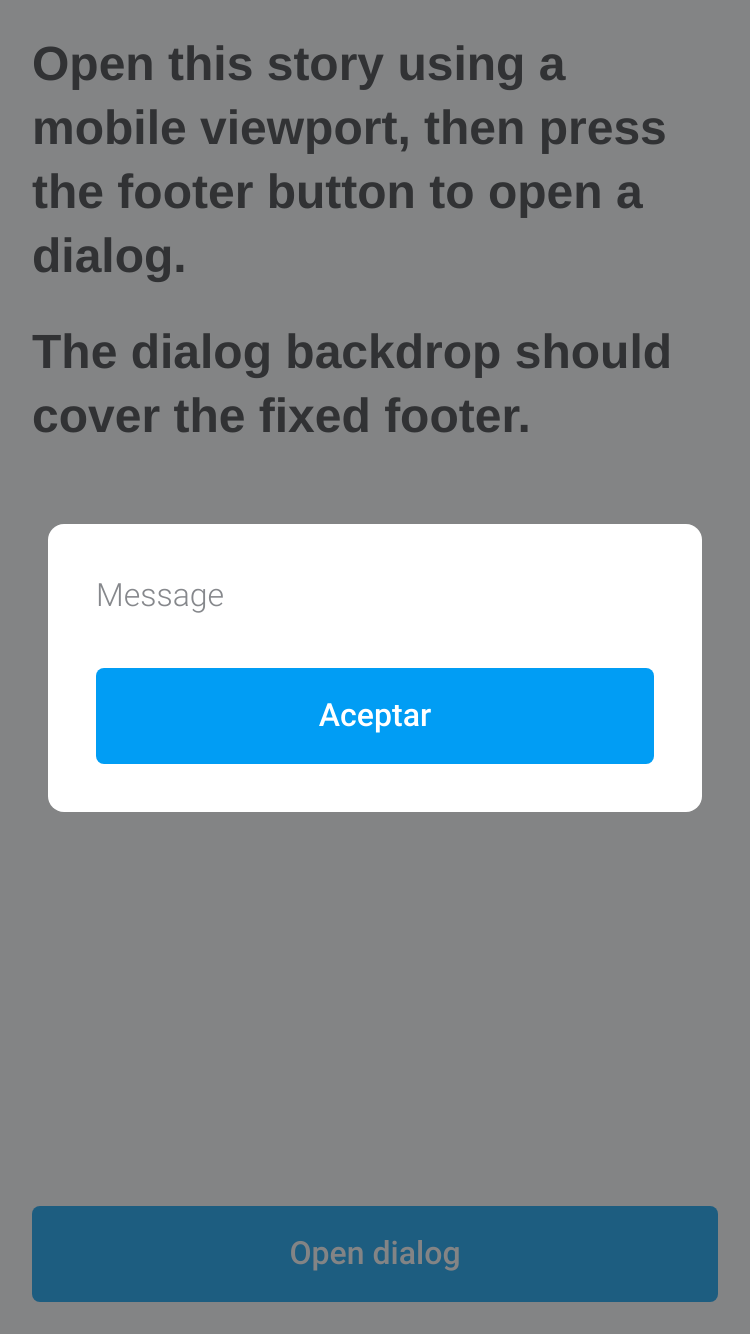 Open this story using a
mobile viewport, then press
the footer button to open a
dialog.
The dialog backdrop should
cover the fixed footer.
Message
Aceptar
Open dialog